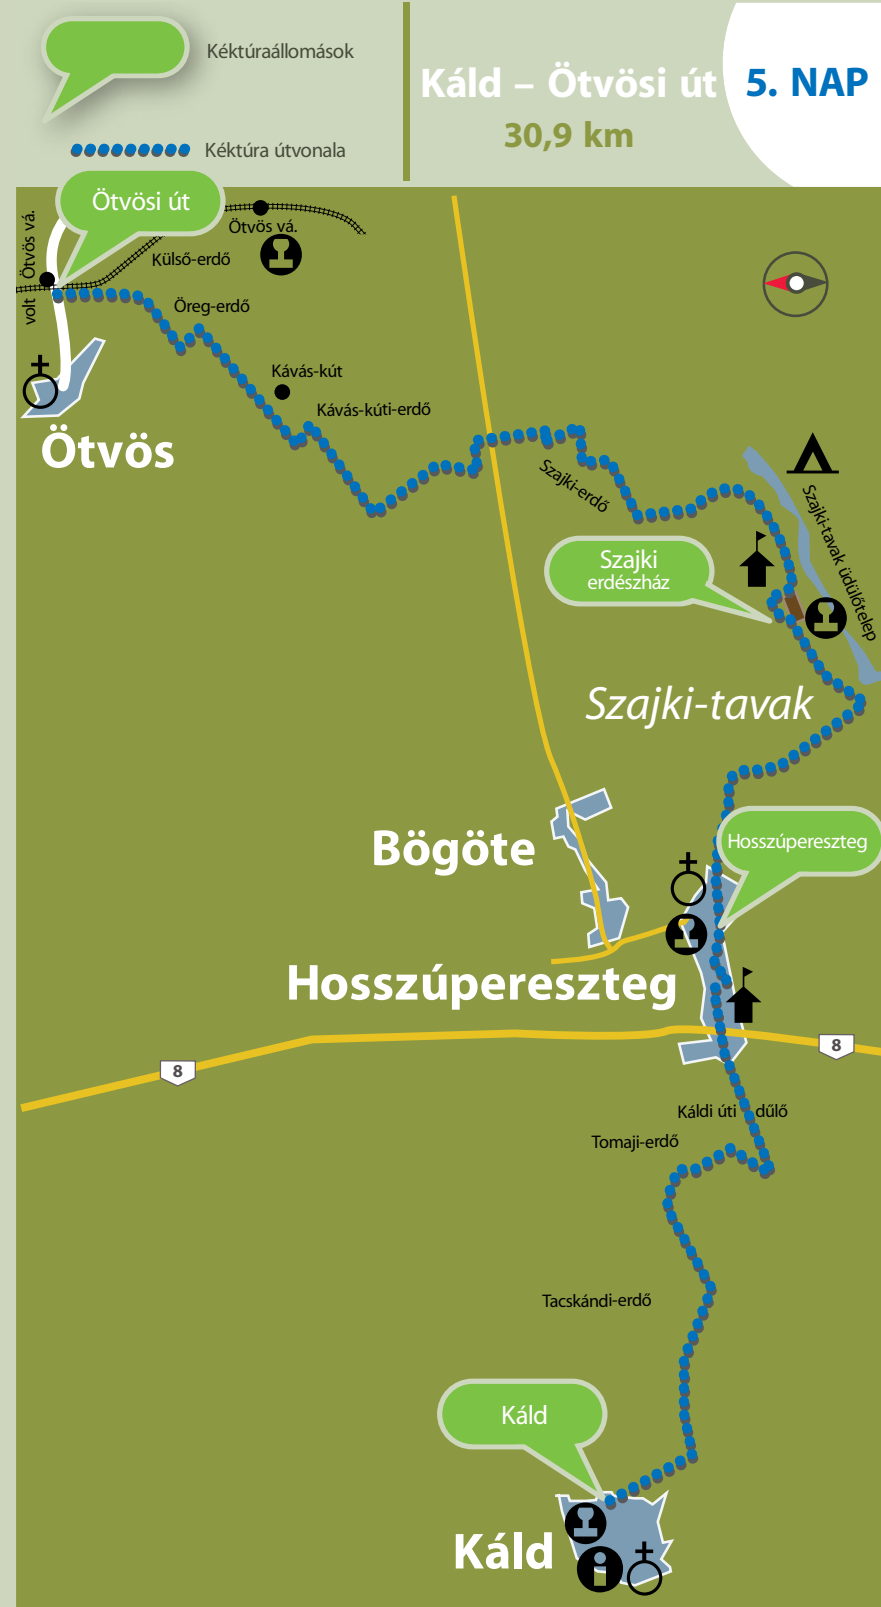 Kéktúraállomások
Káld – Ötvösi út
5. NAP
30,9 km
Kéktúra útvonala
Ötvösi út
Ötvös vá.
volt Ötvös vá.
Külső-erdő
Öreg-erdő
Kávás-kút
Kávás-kúti-erdő
Ötvös
Szajki-erdő
Szajki-tavak üdülőtelep
Szajki
erdészház
Szajki-tavak
Bögöte
Hosszúpereszteg
Hosszúpereszteg
8
8
Káldi úti dűlő
Tomaji-erdő
Tacskándi-erdő
Káld
Káld